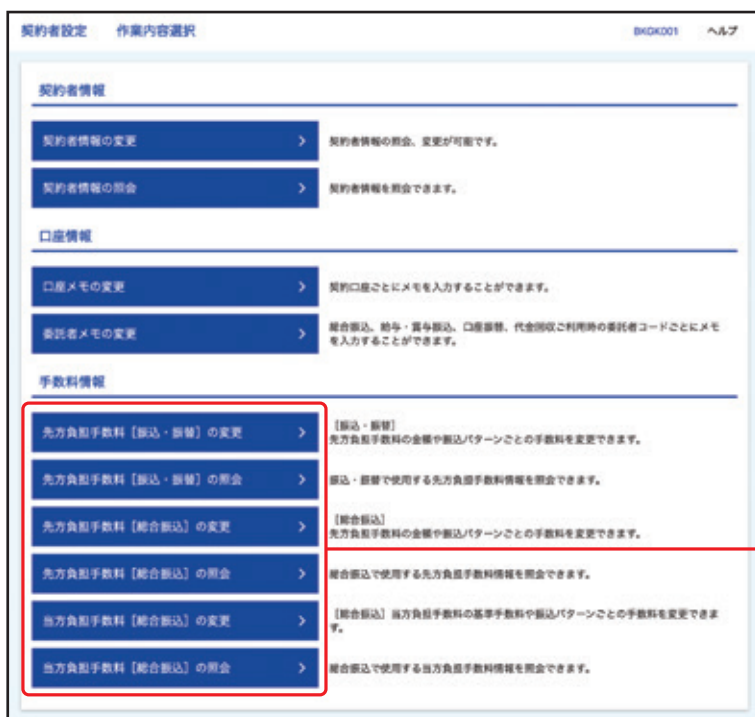 契約者設定 作業内容選択 BKGK001 ヘルプ
契約者情報
契約者情報の変更 契約者情報の照会、変更が可能です。
契約者情報の照会 契約者情報を照会できます。
口座情報
口座メモの変更 契約口座ごとにメモを入力することができます。
委託者メモの変更 総合振込、給与・賞与振込、口座振替、代金回収ご利用時の委託者コードごとにメモ
を入力することができます。
手数料情報
先方負担手数料［振込・振替］の変更 ［振込・振替］
先方負担手数料の金額や振込パターンごとの手数料を変更できます。
先方負担手数料［振込・振替］の照会 振込・振替で使用する先方負担手数料情報を照会できます。
先方負担手数料［総合振込］の変更 ［総合振込］
先方負担手数料の金額や振込パターンごとの手数料を変更できます。
先方負担手数料［総合振込］の照会 総合振込で使用する先方負担手数料情報を照会できます。
当方負担手数料［総合振込］の変更 ［総合振込］当方負担手数料の基準手数料や振込パターンごとの手数料を変更できま
す。
当方負担手数料［総合振込］の照会 総合振込で使用する当方負担手数料情報を照会できます。